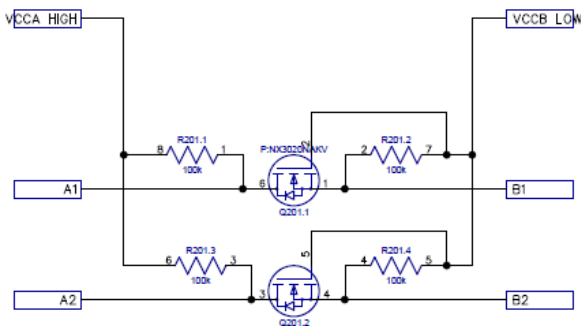 VCCA HIGH
VCCB LOW
R201.1
P:NX3020NAKV
2
R201.2
8
1
2
7
100k
100k
A1
6
1
B1
Q201.1
R201.3
5
R201.4
6
3
4
5
100k
100k
A2
3
4
B2
Q201.2